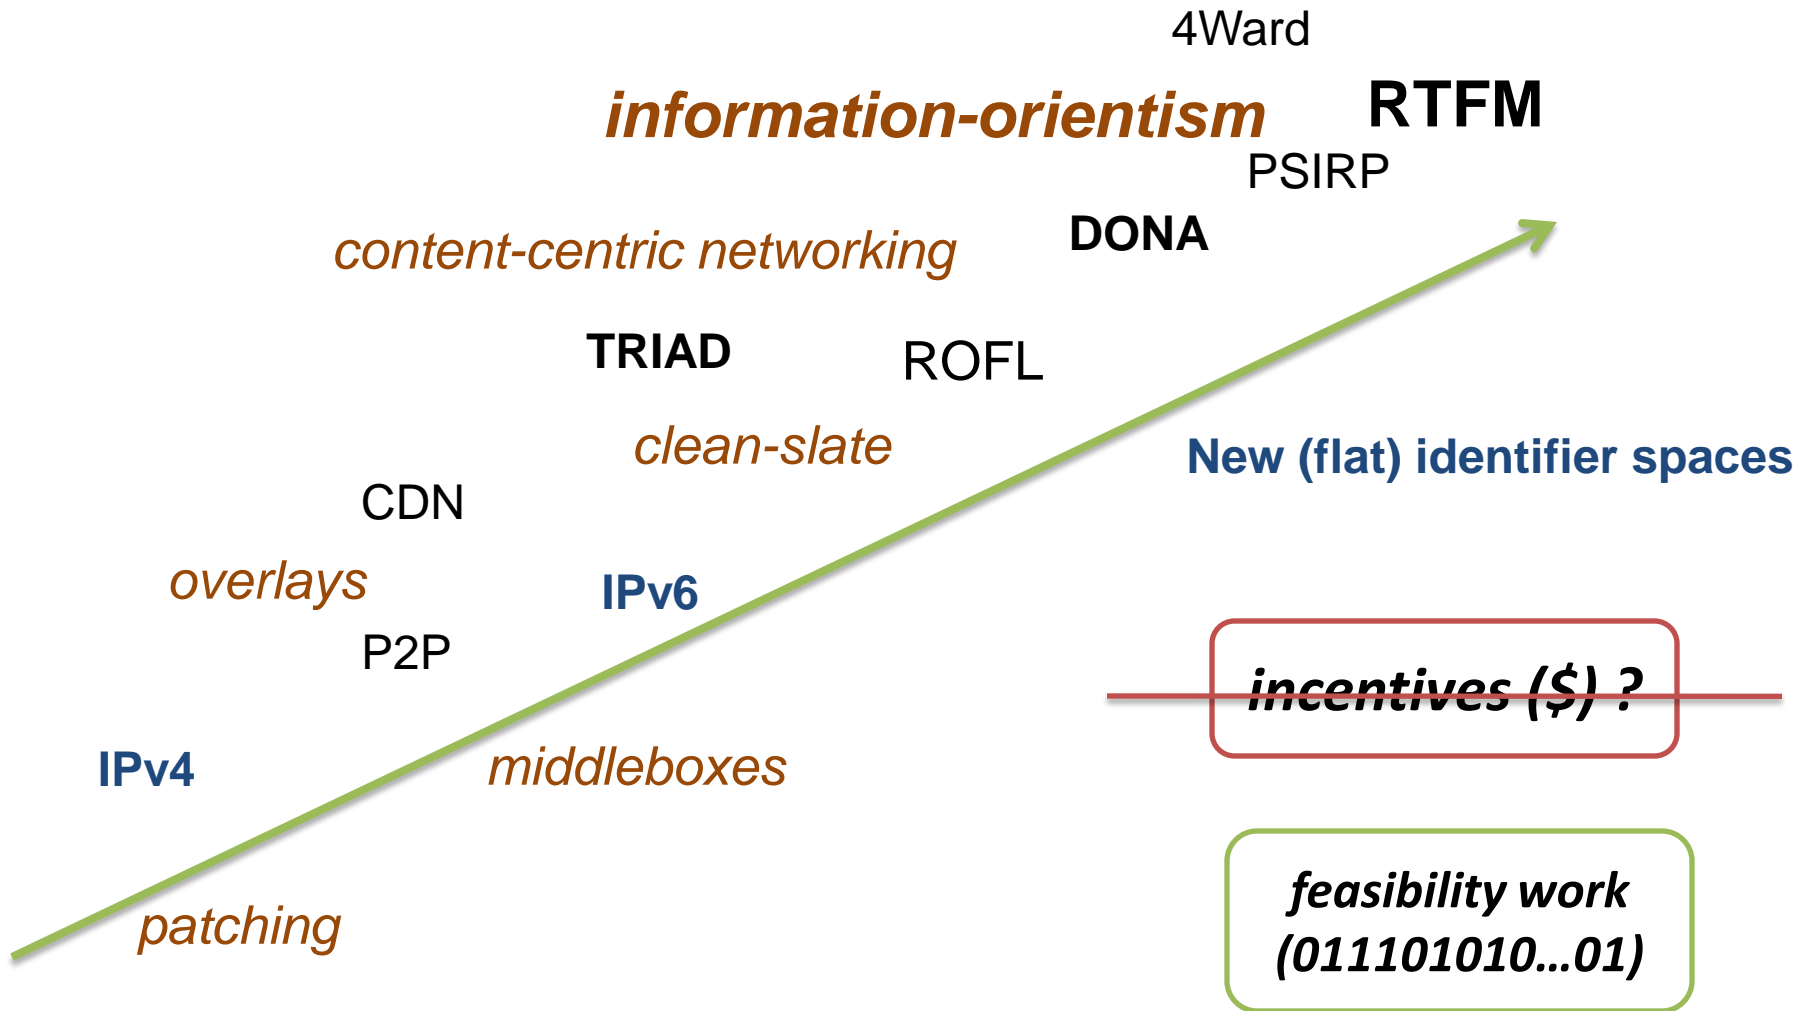 4Ward
information-orientism
RTFM
PSIRP
content-centric networking
DONA
TRIAD
ROFL
clean-slate
New (flat) identifier spaces
CDN
overlays
IPv6
P2P
incentives ($) ?
IPv4
middleboxes
feasibility work
(011101010…01)
patching